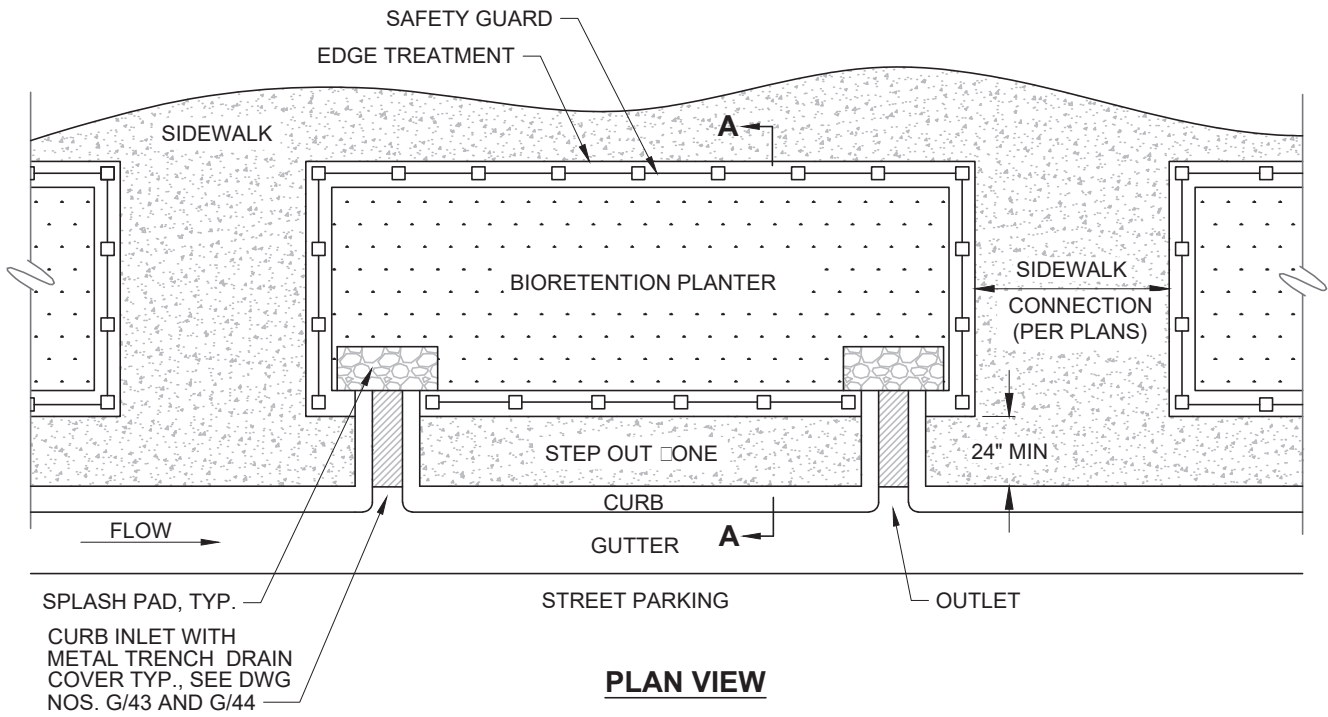 SAFETY GUARD
EDGE TREATMENT
A
SIDEWALK
BIORETENTION PLANTER
SIDEWALK
CONNECTION
(PER PLANS)
STEP OUT □ONE
24" MIN
CURB
FLOW
GUTTER
A
SPLASH PAD, TYP.
STREET PARKING
OUTLET
CURB INLET WITH
METAL TRENCH DRAIN
COVER TYP., SEE DWG
NOS. G/43 AND G/44
PLAN VIEW